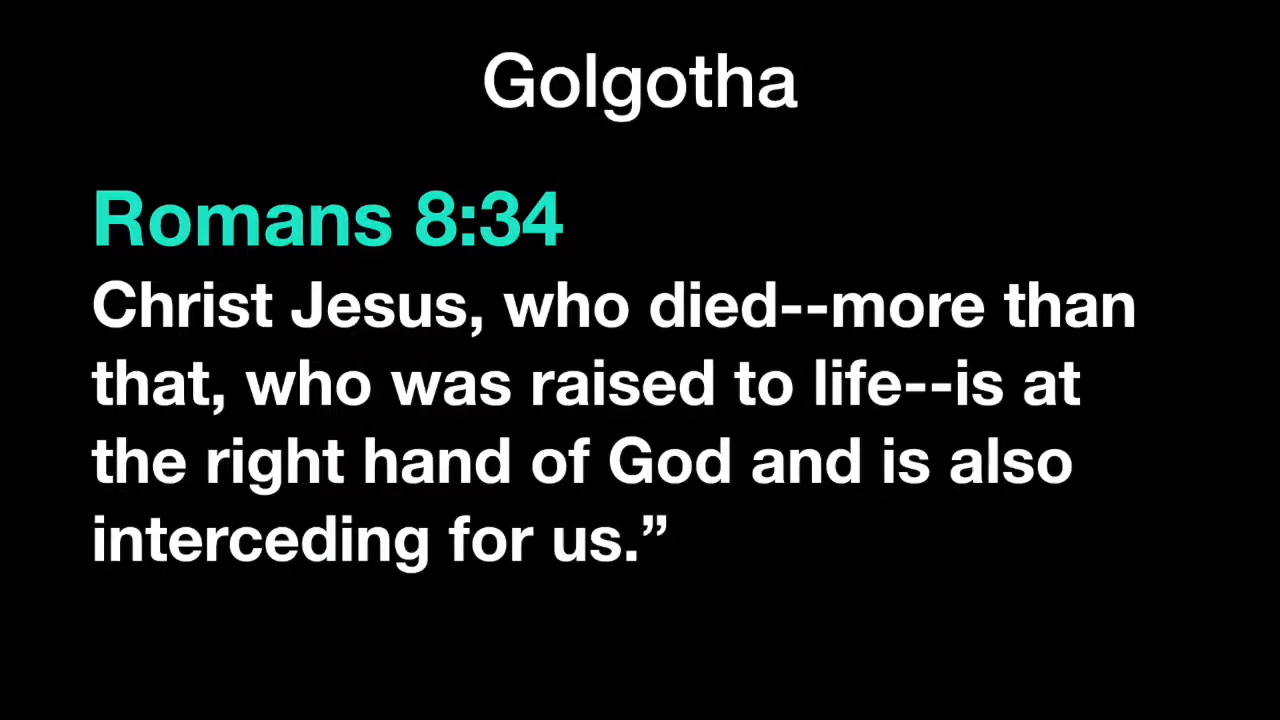 Golgotha
Romans 8:34
Christ Jesus, who died--more than
that, who was raised to life--is at
the right hand of God and is also
interceding for us.”